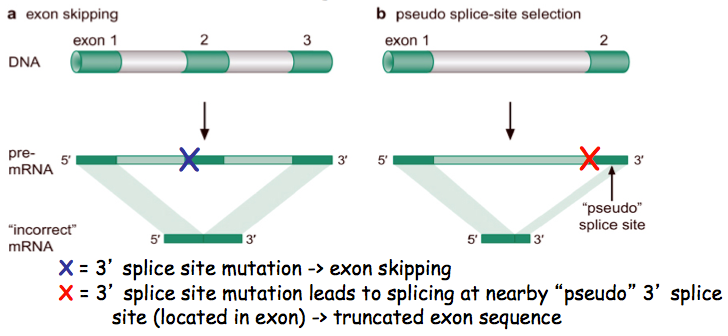 a exon skipping
b pseudo splice-site selection
exon 1 2 3
exon 1 2
DNA
pre-
mRNA
5′ 3′
5′ 3′
"pseudo"
splice site
"incorrect"
mRNA
5′ 3′
5′ 3′
X = 3’ splice site mutation -> exon skipping
X = 3’ splice site mutation leads to splicing at nearby “pseudo” 3’ splice
site (located in exon) -> truncated exon sequence